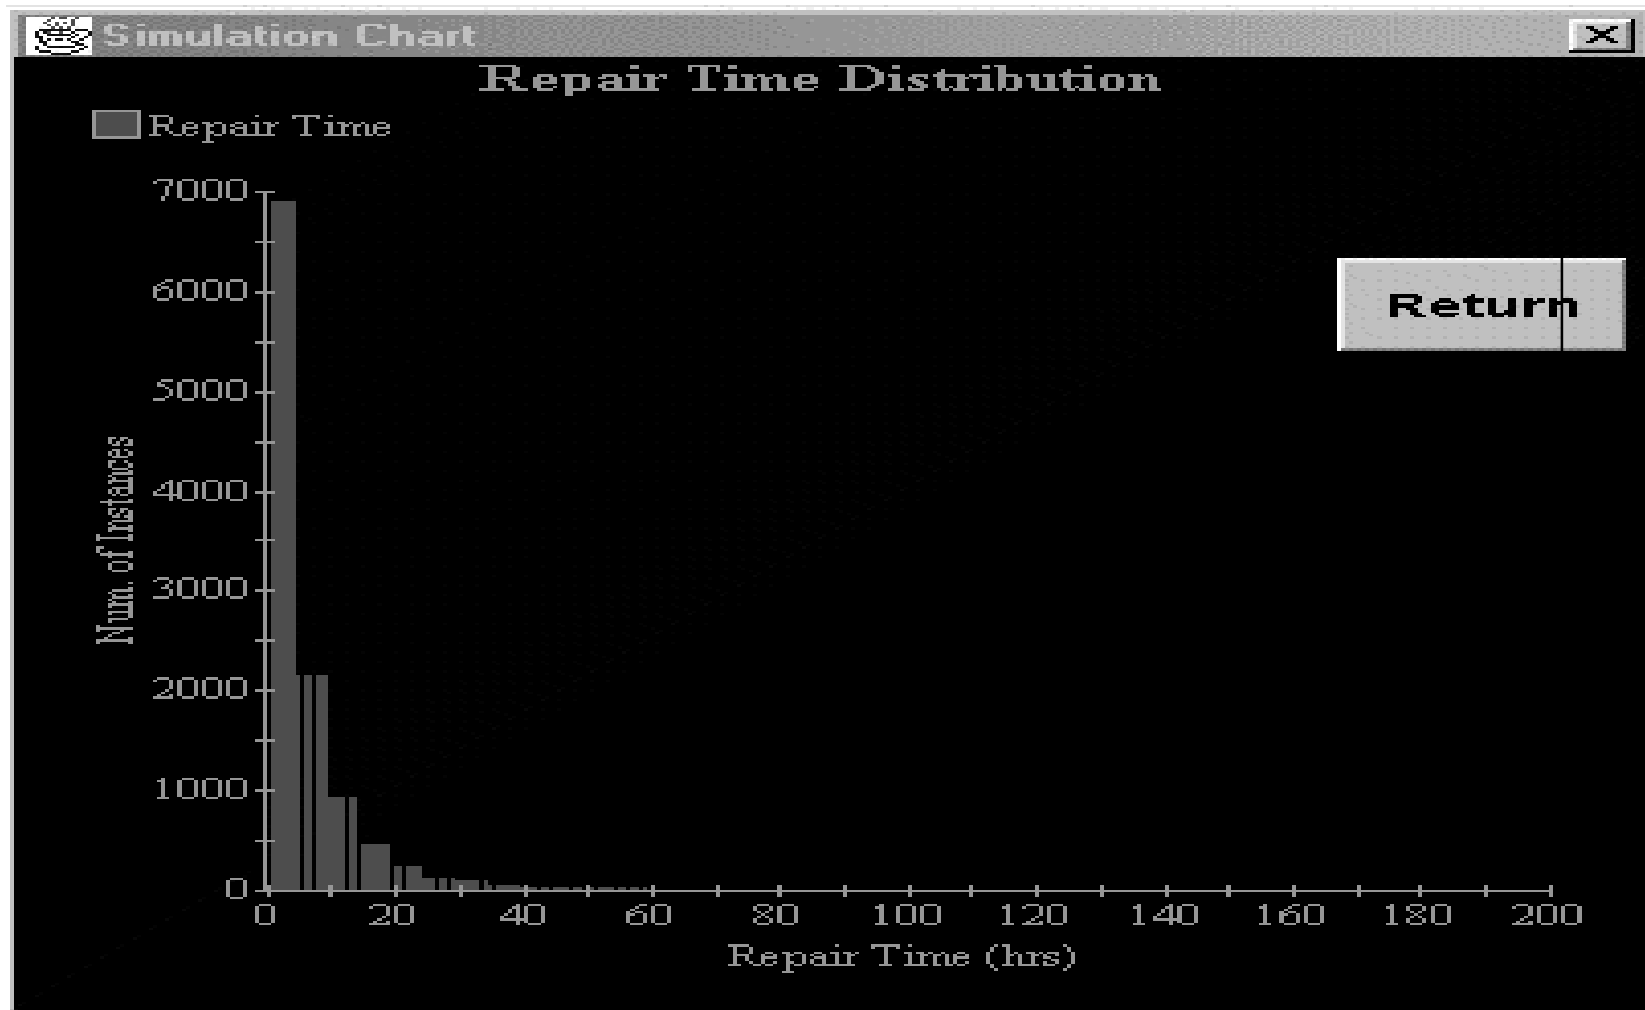 Simulation Chart
Repair Time Distribution
Repair Time
7000
6000
5000
4000
3000
2000
1000
0
Num. of Instances
Return
0 20 40 60 80 100 120 140 160 180 200
Repair Time (hrs)